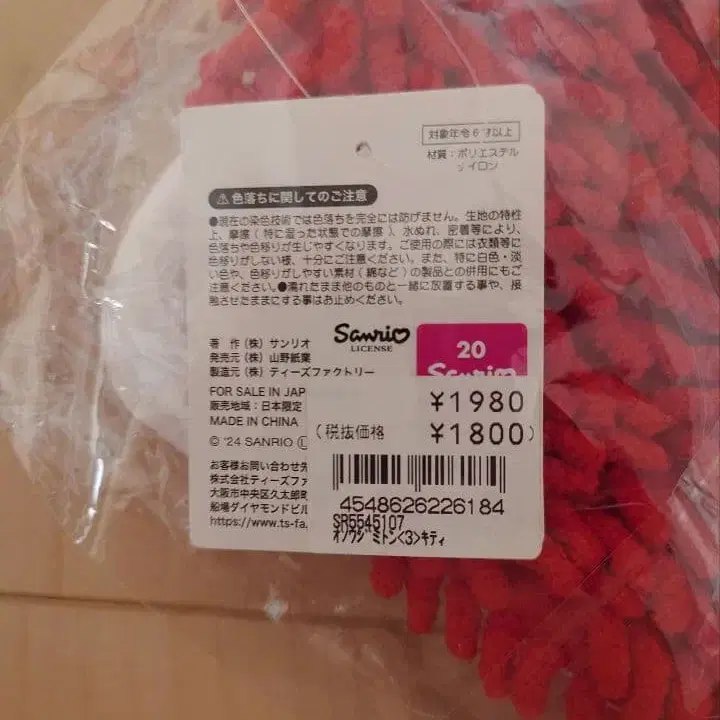 対象年令6才以上
材質：ポリエステル
ナイロン
⚠色落ちに関してのご注意
●現在の染色技術では色落ちを完全には防げません。生地の特性
上、摩擦(特に湿った状態での摩擦)、水ぬれ、密着等により、
色落ちや色移りが生じやすくなります。ご使用の際には衣類等に
色移りがしない様、十分にご注意ください。また、特に白色・淡
い色や、色移りがしやすい素材(綿など)の製品との併用にもご
注意ください。●濡れたまま他のものと一緒に放置する事や、接
触させたままにする事はお止めください。
著 作(株)サンリオ
発売元(株)山野紙業
製造元(株)ティーズファクトリー
Sanrio
LICENSE
20
Sanrio
FOR SALE IN JAP
販売地域：日本限定
MADE IN CHINA
© '24 SANRIO Ⓛ
¥1980
(税抜価格 ¥1800)
お客様お問い合わせ先
株式会社ティーズファ
大阪市中央区久太郎町
船場ダイヤモンドビル
https://www.ts-fa.
4548626226184
SR5545107
オソウジミトン<3>キティ